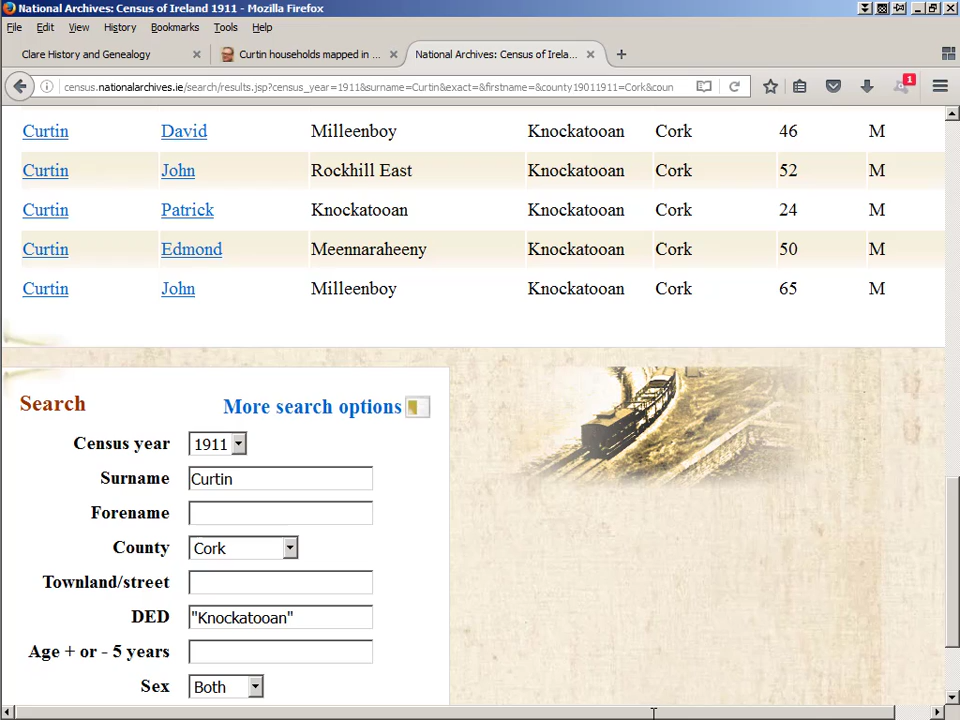 National Archives: Census of Ireland 1911 - Mozilla Firefox
File Edit View History Bookmarks Tools Help
Clare History and Genealogy
Curtin households mapped in ...
National Archives: Census of Irela...
census.nationalarchives.ie/search/results.jsp?census_year=1911&surname=Curtin&exact=&firstname=&county19011911=Cork&coun
1
Curtin David Milleenboy Knockatooan Cork 46 M
Curtin John Rockhill East Knockatooan Cork 52 M
Curtin Patrick Knockatooan Knockatooan Cork 24 M
Curtin Edmond Meennaraheeny Knockatooan Cork 50 M
Curtin John Milleenboy Knockatooan Cork 65 M
Search More search options
Census year 1911
Surname Curtin
Forename
County Cork
Townland/street
DED "Knockatooan"
Age + or - 5 years
Sex Both